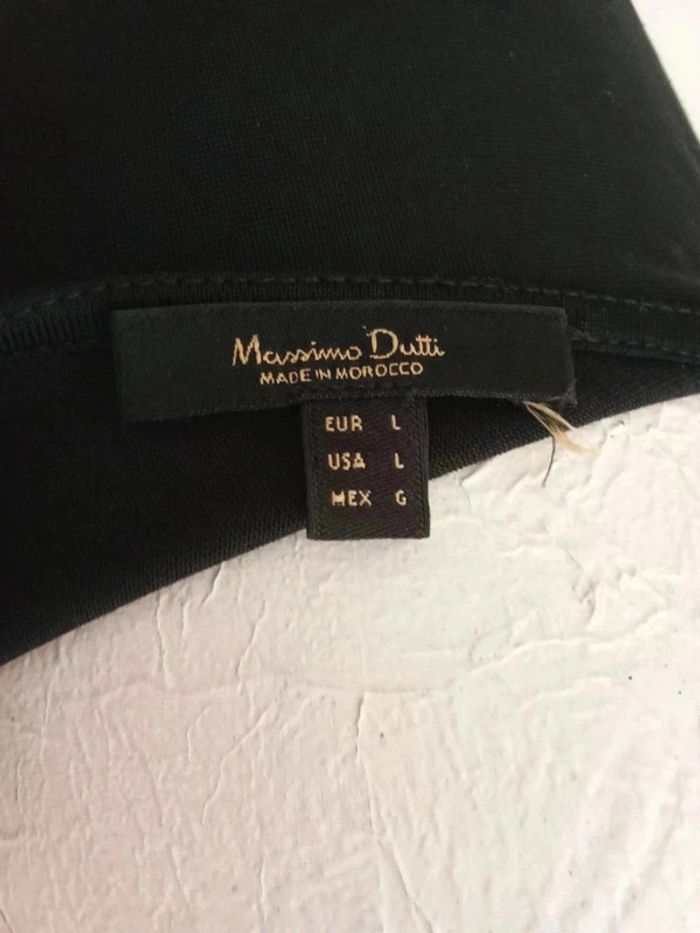 Massimo Dutti
MADE IN MOROCCO
EUR L
USA L
MEX G